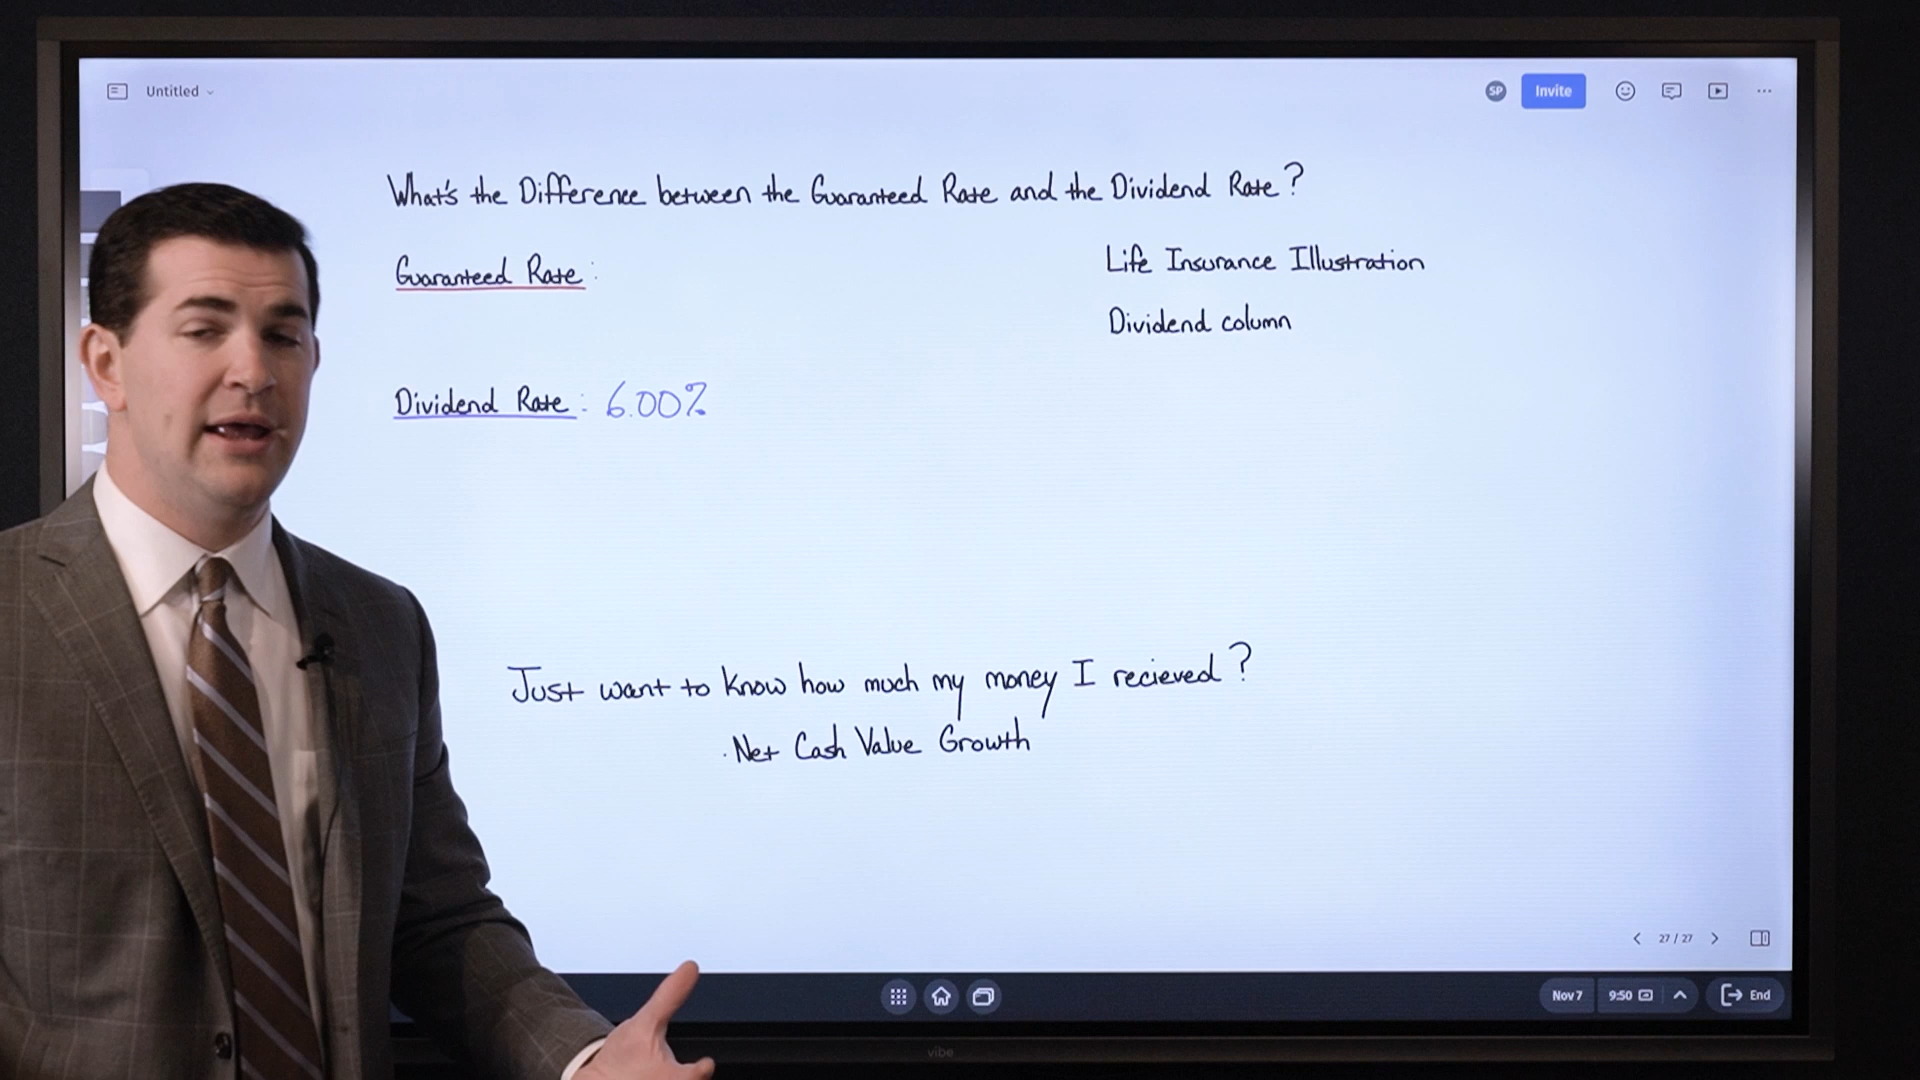 Untitled
SP
Invite
What's the Difference between the Guaranteed Rate and the Dividend Rate?
Guaranteed Rate:
Life Insurance Illustration
Dividend column
Dividend Rate: 6.00%
Just want to know how much my money I recieved?
· Net Cash Value Growth
27 / 27
Nov 7
9:50
End
vibe